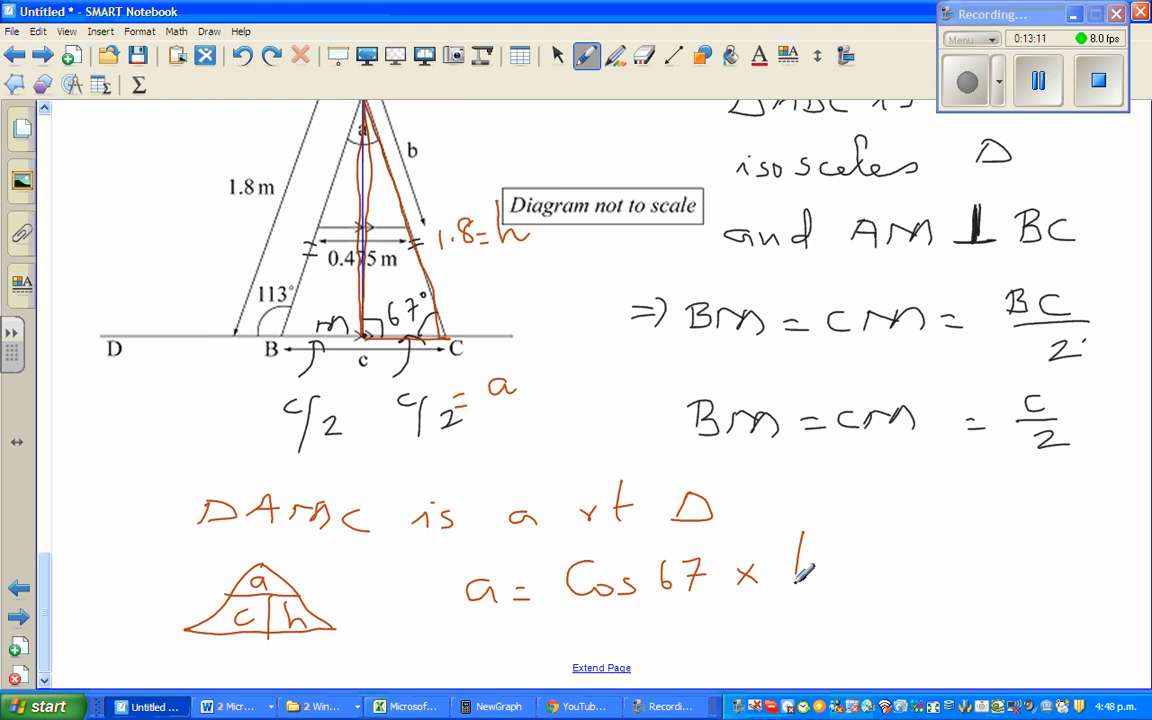 Untitled * - SMART Notebook
File Edit View Insert Format Math Draw Help
Recording...
Menu
0:13:11
8.0 fps
a
b
1.8 m
Diagram not to scale
1.8 = h
0.475 m
113°
67°
m
D B C
c
c/2 c/2 = a
△ABC is
isosceles △
and AM ⊥ BC
⇒ BM = CM = BC/2
BM = CM = c/2
△AMC is a rt △
a
c h
a = Cos 67 × h
Extend Page
start
Untitled ...
2 Micr...
2 Win...
Microsof...
NewGraph
YouTub...
Recordi...
4:48 p.m.